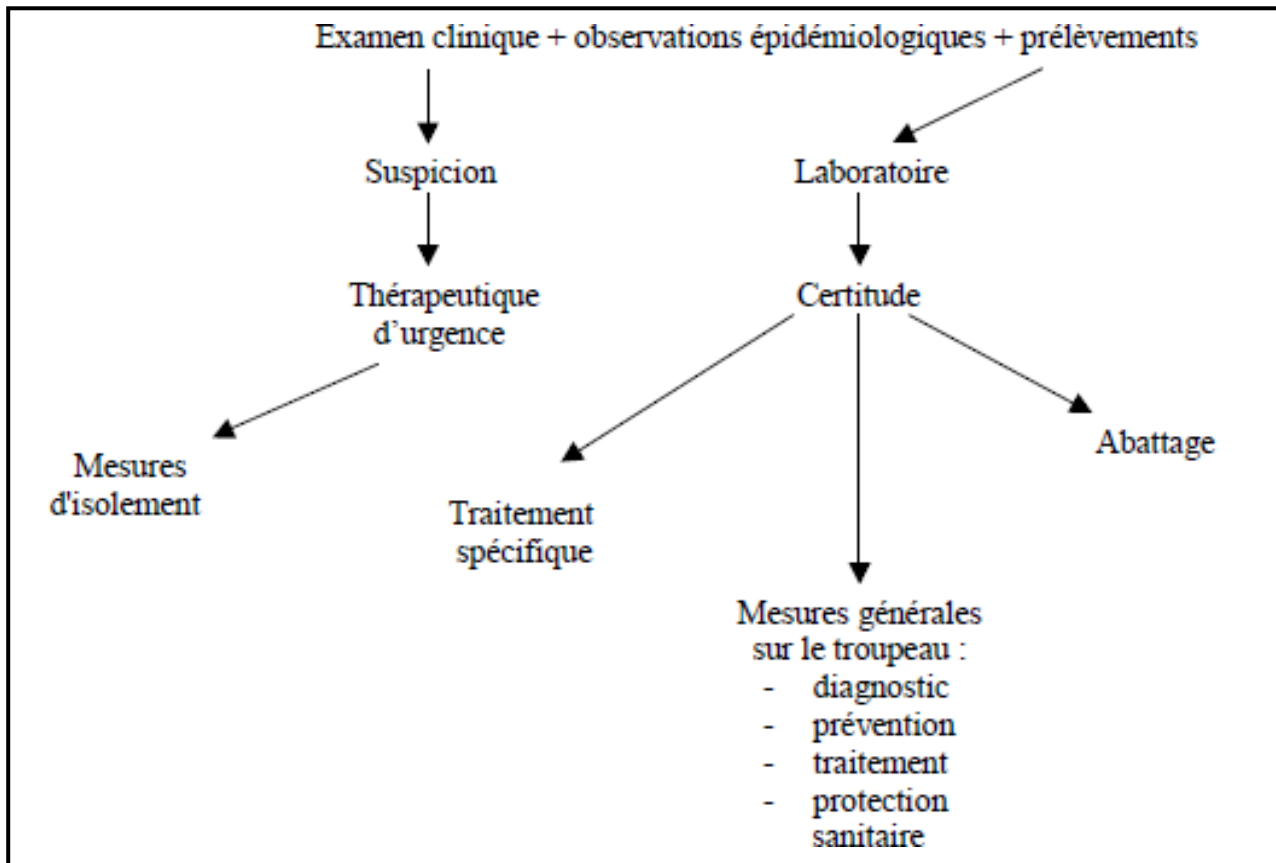 Examen clinique + observations épidémiologiques + prélèvements
Suspicion
Laboratoire
Thérapeutique
d’urgence
Certitude
Mesures
d'isolement
Traitement
spécifique
Abattage
Mesures générales
sur le troupeau :
- diagnostic
- prévention
- traitement
- protection
sanitaire